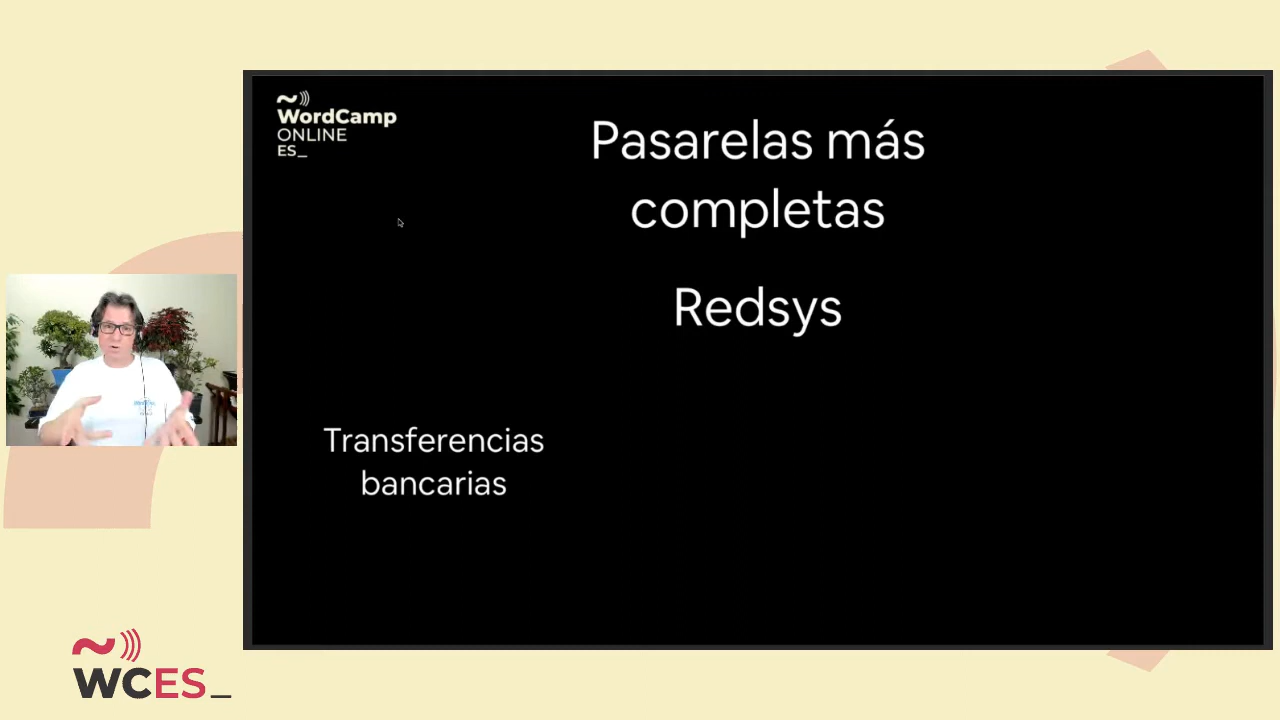 WordCamp
ONLINE
ES_
Pasarelas más
completas
Redsys
Transferencias
bancarias
WCES_